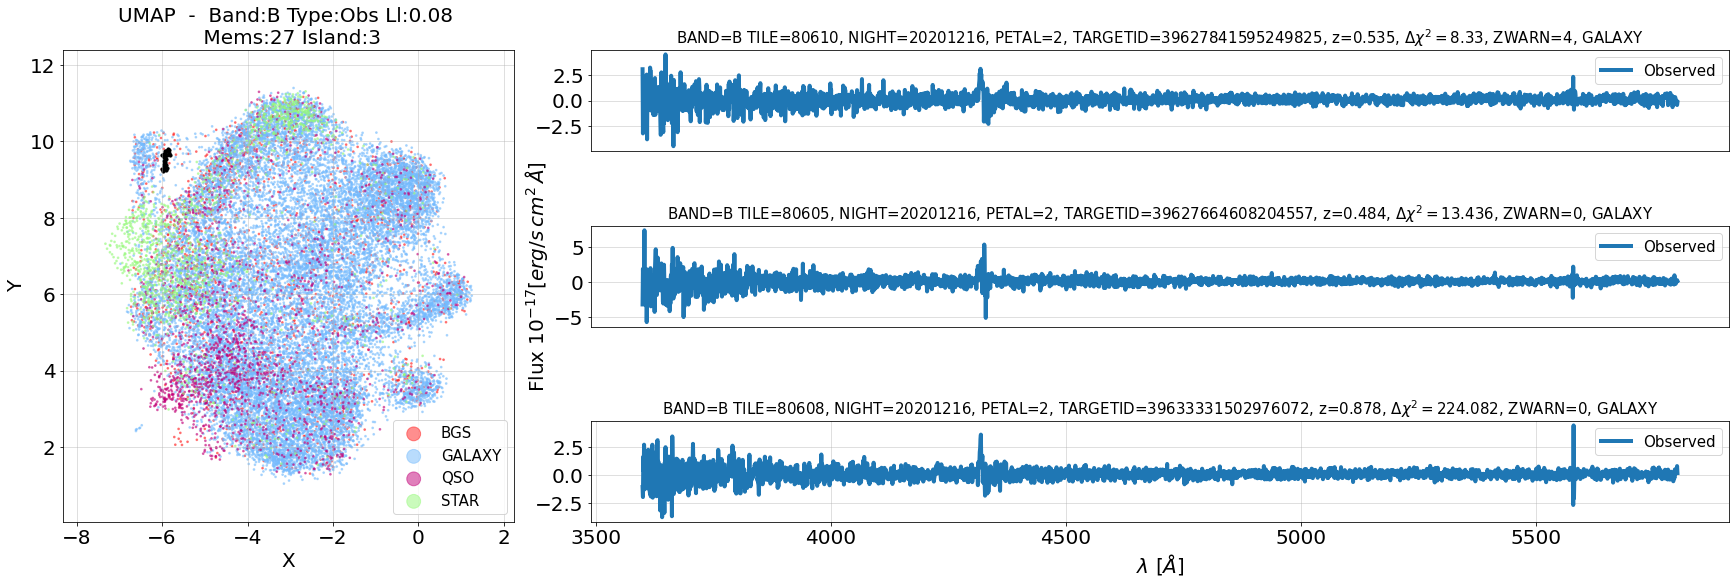 UMAP  -  Band:B Type:Obs Ll:0.08
Mems:27 Island:3
12
10
8
6
4
2
Y
−8
−6
−4
−2
0
2
X
BGS
GALAXY
QSO
STAR
Flux 10⁻¹⁷[erg/s cm² Å]
BAND=B TILE=80610, NIGHT=20201216, PETAL=2, TARGETID=39627841595249825, z=0.535, Δχ² = 8.33, ZWARN=4, GALAXY
2.5
0.0
−2.5
Observed
BAND=B TILE=80605, NIGHT=20201216, PETAL=2, TARGETID=39627664608204557, z=0.484, Δχ² = 13.436, ZWARN=0, GALAXY
5
0
−5
Observed
BAND=B TILE=80608, NIGHT=20201216, PETAL=2, TARGETID=39633331502976072, z=0.878, Δχ² = 224.082, ZWARN=0, GALAXY
2.5
0.0
−2.5
Observed
3500
4000
4500
5000
5500
λ [Å]